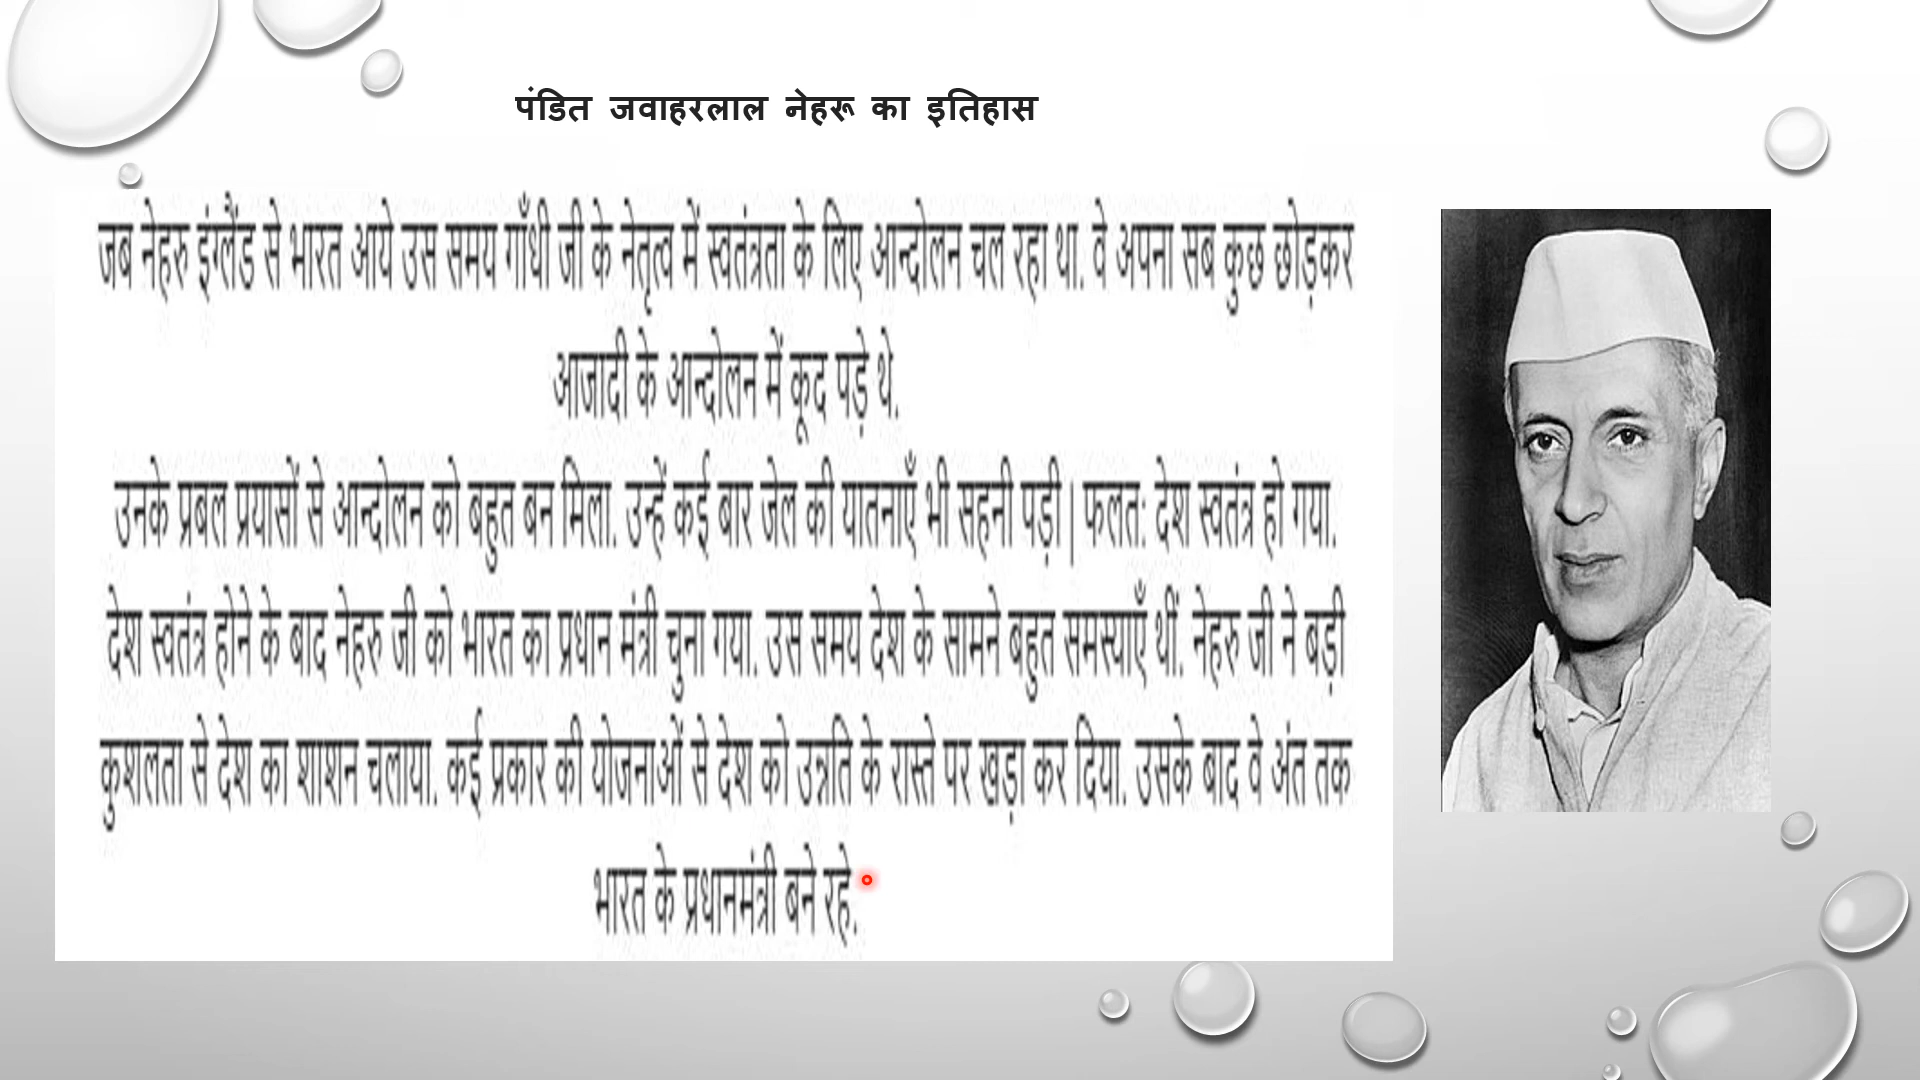 पंडित जवाहरलाल नेहरू का इतिहास
जब नेहरु इंग्लैंड से भारत आये उस समय गाँधी जी के नेतृत्व में स्वतंत्रता के लिए आन्दोलन चल रहा था. वे अपना सब कुछ छोड़कर
आजादी के आन्दोलन में कूद पड़े थे.
उनके प्रबल प्रयासों से आन्दोलन को बहुत बन मिला. उन्हें कई बार जेल की यातनाएँ भी सहनी पड़ी | फलत: देश स्वतंत्र हो गया.
देश स्वतंत्र होने के बाद नेहरु जी को भारत का प्रधान मंत्री चुना गया. उस समय देश के सामने बहुत समस्याएँ थीं. नेहरु जी ने बड़ी
कुशलता से देश का शाशन चलाया. कई प्रकार की योजनाओं से देश को उन्नति के रास्ते पर खड़ा कर दिया. उसके बाद वे अंत तक
भारत के प्रधानमंत्री बने रहे.